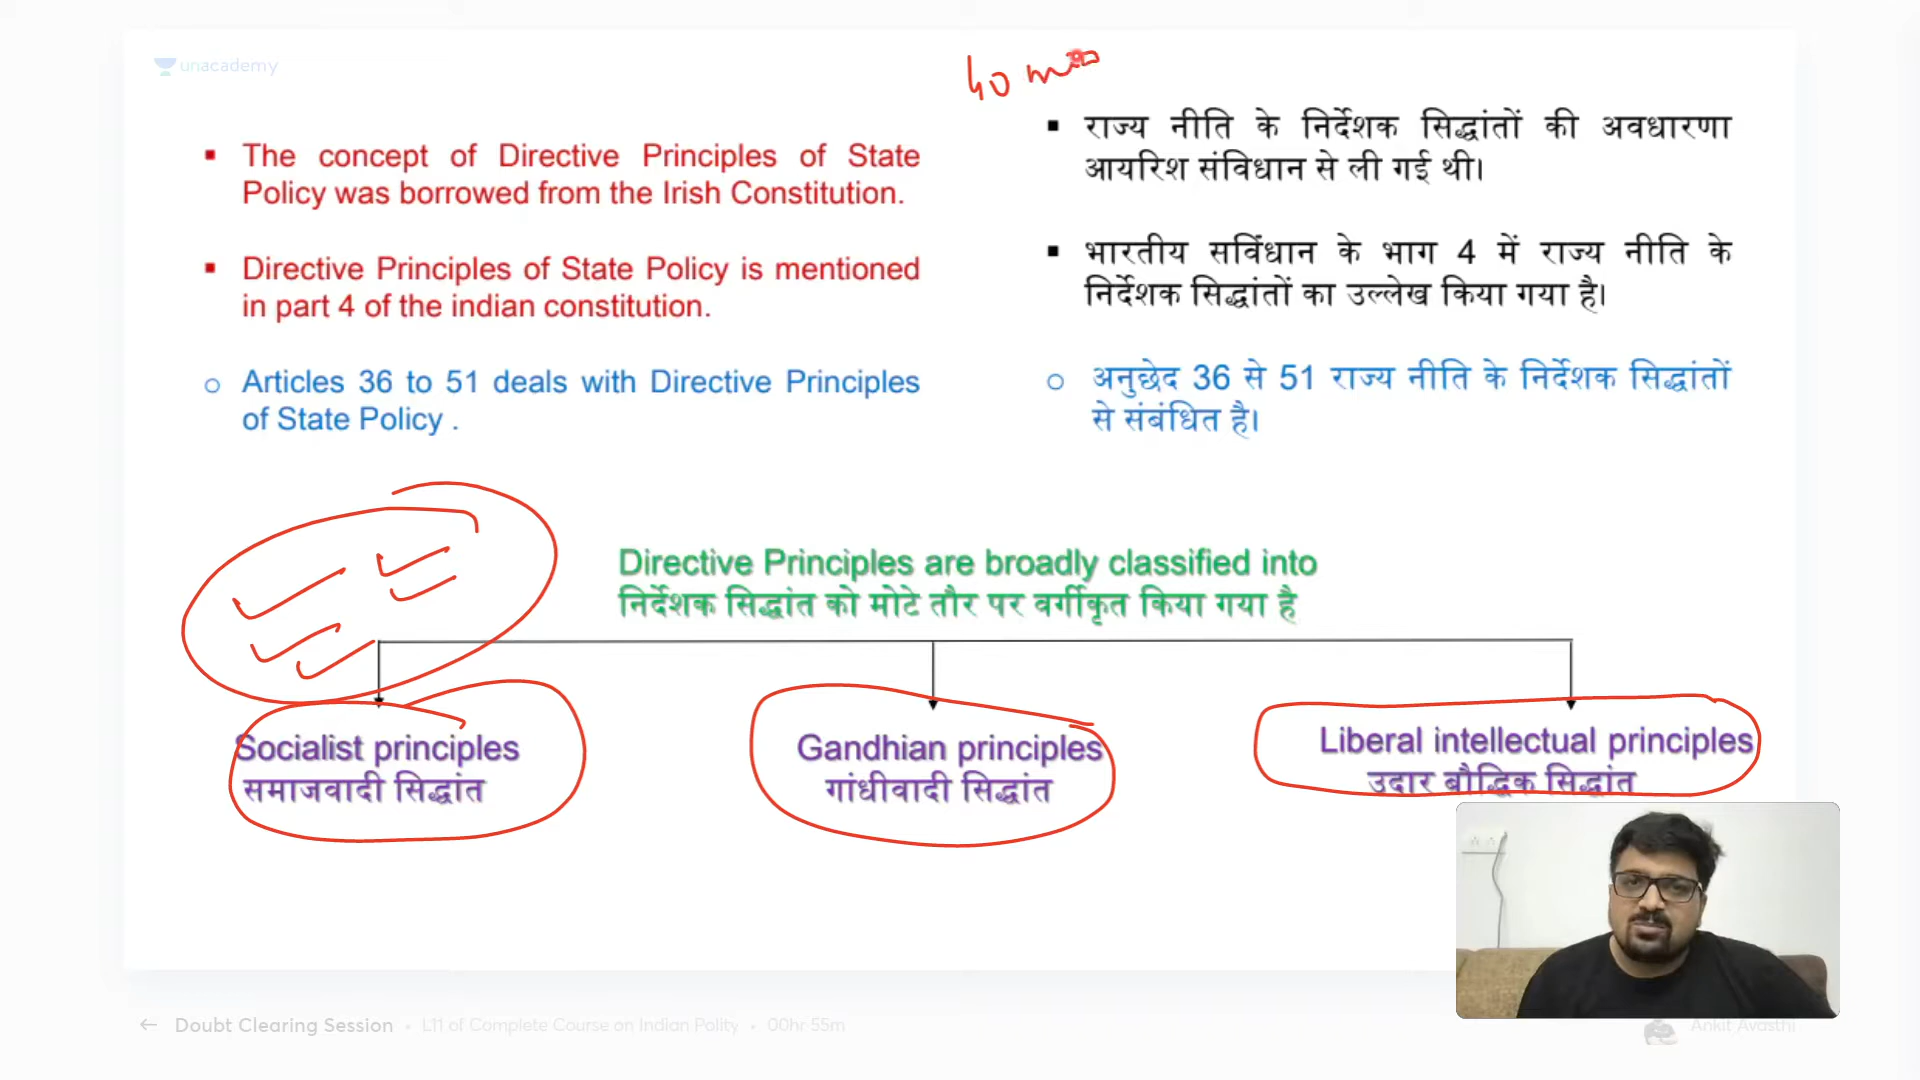 unacademy
40 m
The concept of Directive Principles of State
Policy was borrowed from the Irish Constitution.
Directive Principles of State Policy is mentioned
in part 4 of the indian constitution.
Articles 36 to 51 deals with Directive Principles
of State Policy .
राज्य नीति के निर्देशक सिद्धांतों की अवधारणा
आयरिश संविधान से ली गई थी।
भारतीय सविंधान के भाग 4 में राज्य नीति के
निर्देशक सिद्धांतों का उल्लेख किया गया है।
अनुछेद 36 से 51 राज्य नीति के निर्देशक सिद्धांतों
से संबंधित है।
Directive Principles are broadly classified into
निर्देशक सिद्धांत को मोटे तौर पर वर्गीकृत किया गया है
Socialist principles
समाजवादी सिद्धांत
Gandhian principles
गांधीवादी सिद्धांत
Liberal intellectual principles
उदार बौद्धिक सिद्धांत
Doubt Clearing Session • L11 of Complete Course on Indian Polity • 00hr 55m
Ankit Avasthi